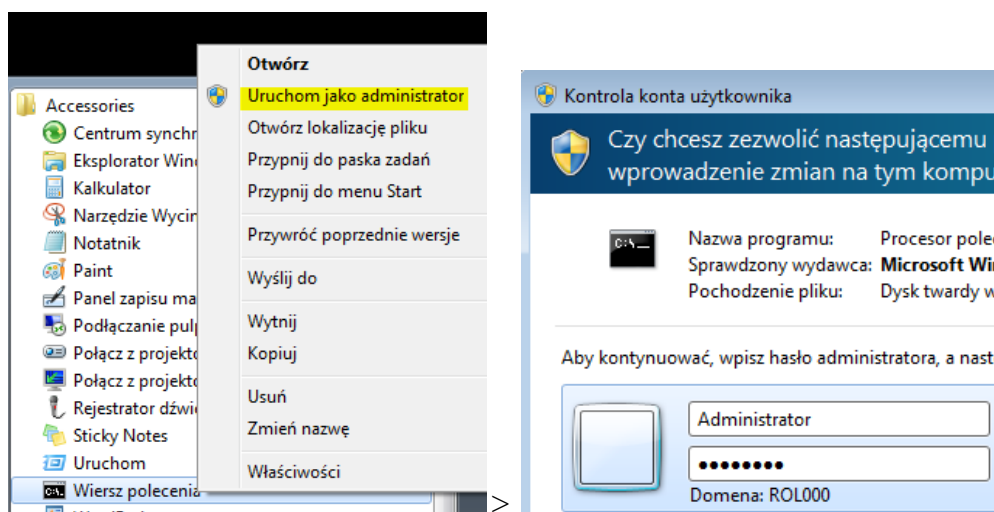 Accessories
Centrum synchr
Eksplorator Win
Kalkulator
Narzędzie Wycin
Notatnik
Paint
Panel zapisu ma
Podłączanie pulp
Połącz z projekto
Połącz z projekto
Rejestrator dźwi
Sticky Notes
Uruchom
Wiersz polecenia
Otwórz
Uruchom jako administrator
Otwórz lokalizację pliku
Przypnij do paska zadań
Przypnij do menu Start
Przywróć poprzednie wersje
Wyślij do
Wytnij
Kopiuj
Usuń
Zmień nazwę
Właściwości
>
Kontrola konta użytkownika
Czy chcesz zezwolić następującemu
wprowadzenie zmian na tym kompu
C:\_
Nazwa programu: Procesor polec
Sprawdzony wydawca: Microsoft Win
Pochodzenie pliku: Dysk twardy w
Aby kontynuować, wpisz hasło administratora, a nast
Administrator
••••••••
Domena: ROL000